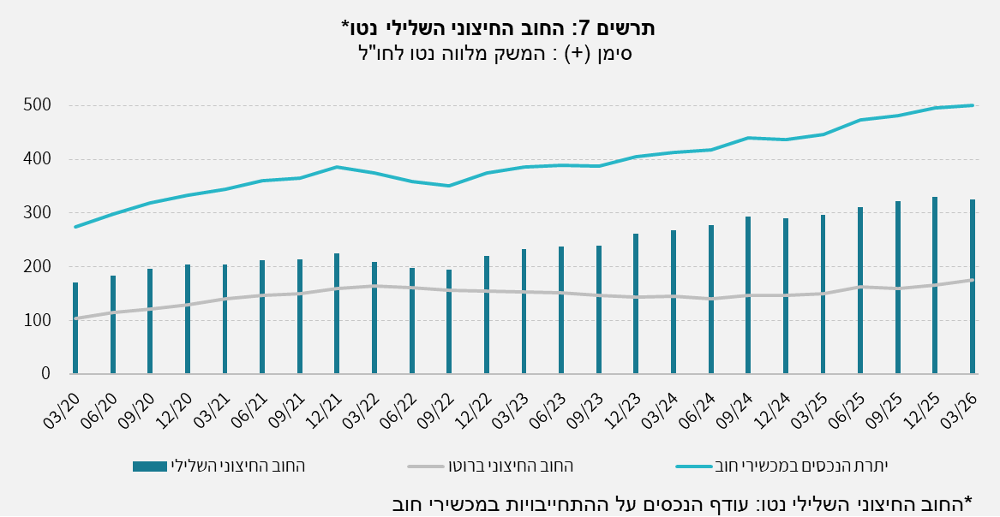 תרשים 7: החוב החיצוני השלילי נטו*
סימן (+) : המשק מלווה נטו לחו"ל
500
400
300
200
100
0
03/20 06/20 09/20 12/20 03/21 06/21 09/21 12/21 03/22 06/22 09/22 12/22 03/23 06/23 09/23 12/23 03/24 06/24 09/24 12/24 03/25 06/25 09/25 12/25 03/26
יתרת הנכסים במכשירי חוב החוב החיצוני ברוטו החוב החיצוני השלילי
*החוב החיצוני השלילי נטו: עודף הנכסים על ההתחייבויות במכשירי חוב